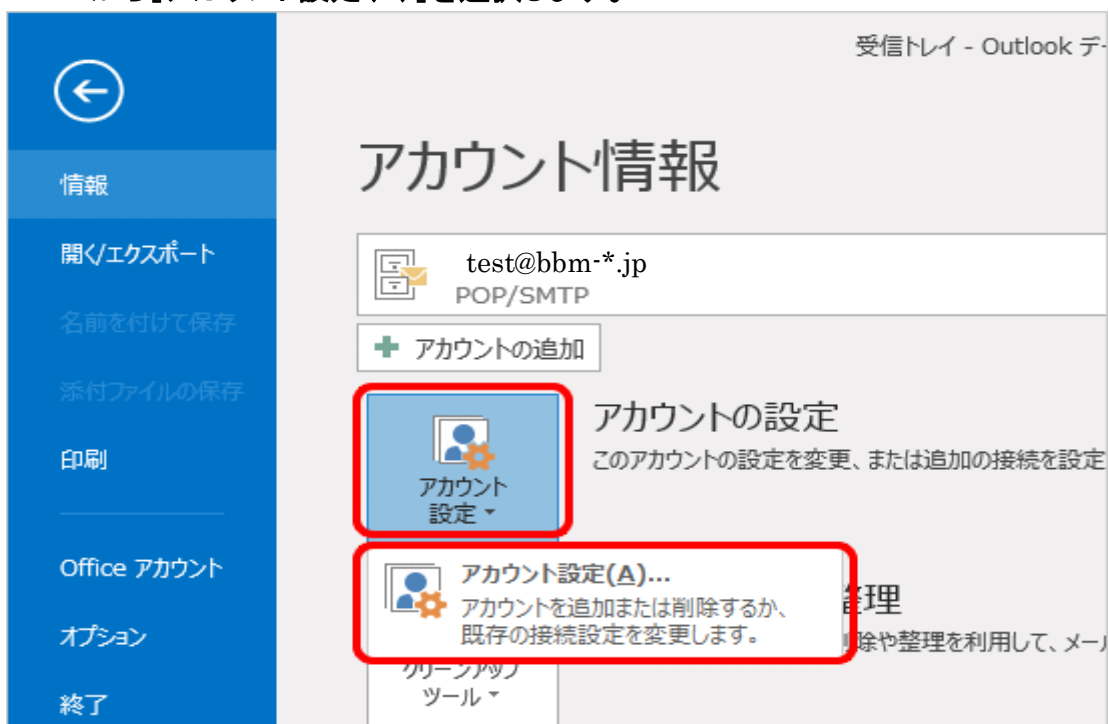 受信トレイ - Outlook デ
アカウント情報
情報
開く/エクスポート
名前を付けて保存
添付ファイルの保存
印刷
Office アカウント
オプション
終了
test@bbm-*.jp
POP/SMTP
アカウントの追加
アカウント
設定
アカウントの設定
このアカウントの設定を変更、または追加の接続を設定
アカウント設定(A)...
アカウントを追加または削除するか、
既存の接続設定を変更します。
理
除や整理を利用して、メー
クリーンアップ
ツール